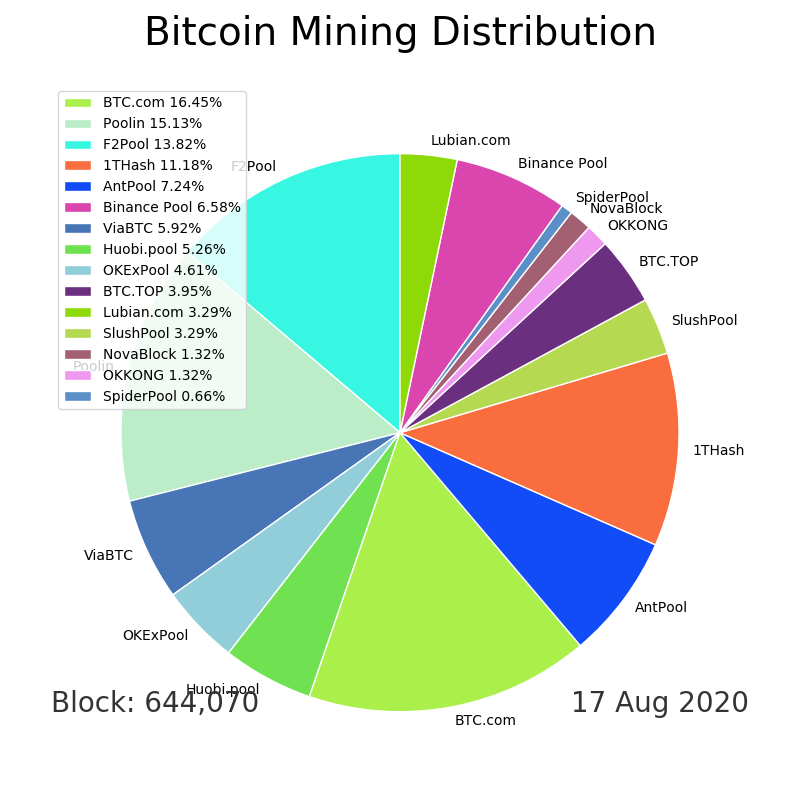 Bitcoin Mining Distribution
BTC.com 16.45%
Poolin 15.13%
F2Pool 13.82%
1THash 11.18%
AntPool 7.24%
Binance Pool 6.58%
ViaBTC 5.92%
Huobi.pool 5.26%
OKExPool 4.61%
BTC.TOP 3.95%
Lubian.com 3.29%
SlushPool 3.29%
NovaBlock 1.32%
OKKONG 1.32%
SpiderPool 0.66%
Lubian.com
Binance Pool
SpiderPool
NovaBlock
OKKONG
BTC.TOP
SlushPool
1THash
AntPool
BTC.com
Huobi.pool
OKExPool
ViaBTC
Poolin
F2Pool
Block: 644,070
17 Aug 2020